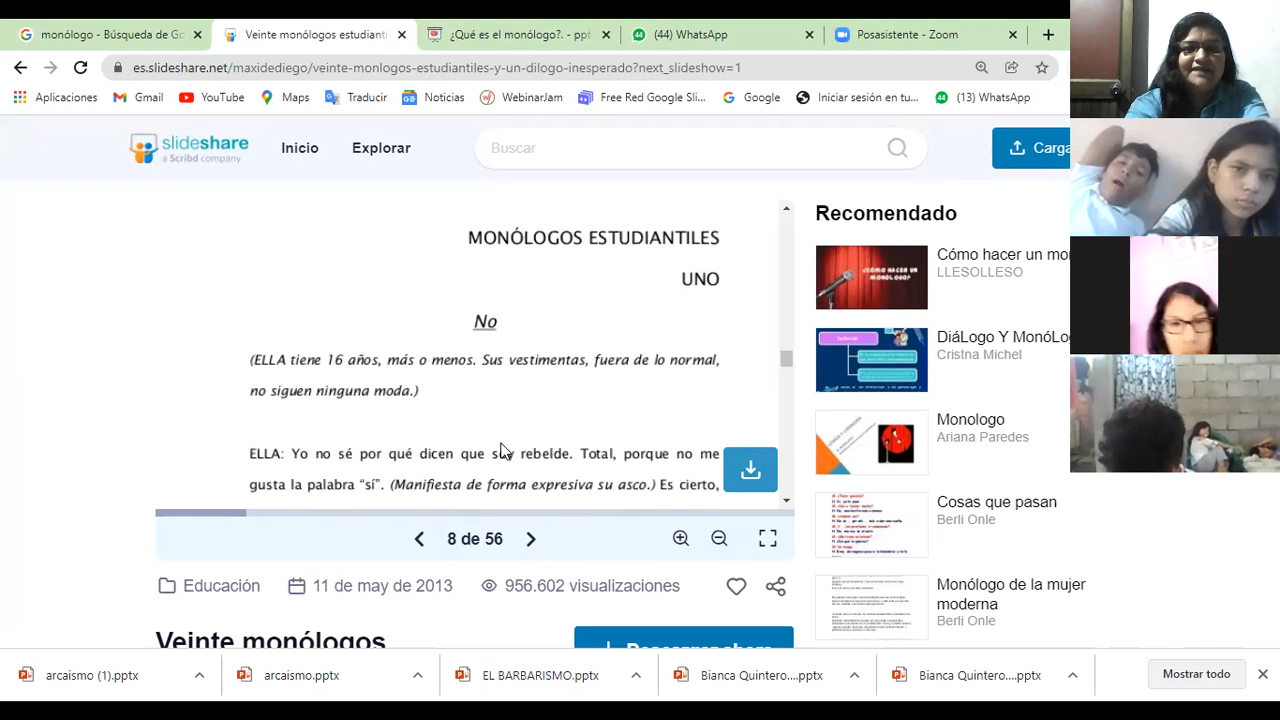 monólogo - Búsqueda de Go
Veinte monólogos estudianti
¿Qué es el monólogo?. - ppt
(44) WhatsApp
Posasistente - Zoom
es.slideshare.net/maxidediego/veinte-monlogos-estudiantiles-y-un-dilogo-inesperado?next_slideshow=1
Aplicaciones
Gmail
YouTube
Maps
Traducir
Noticias
WebinarJam
Free Red Google Sli...
Google
Iniciar sesión en tu...
(13) WhatsApp
slideshare
a Scribd company
Inicio
Explorar
Buscar
Carga
MONÓLOGOS ESTUDIANTILES
UNO
No
(ELLA tiene 16 años, más o menos. Sus vestimentas, fuera de lo normal,
no siguen ninguna moda.)
ELLA: Yo no sé por qué dicen que soy rebelde. Total, porque no me
gusta la palabra “sí”. (Manifiesta de forma expresiva su asco.) Es cierto,
8 de 56
Educación
11 de may de 2013
956,602 visualizaciones
Veinte monólogos
Descargar ahora
Recomendado
¿CÓMO HACER UN
MONÓLOGO?
Cómo hacer un mo
LLESOLLESO
DiáLogo Y MonóLo
Cristna Michel
Monologo
Ariana Paredes
Cosas que pasan
Berli Onle
Monólogo de la mujer
moderna
Berli Onle
arcaismo (1).pptx
arcaismo.pptx
EL BARBARISMO.pptx
Bianca Quintero....pptx
Bianca Quintero....pptx
Mostrar todo